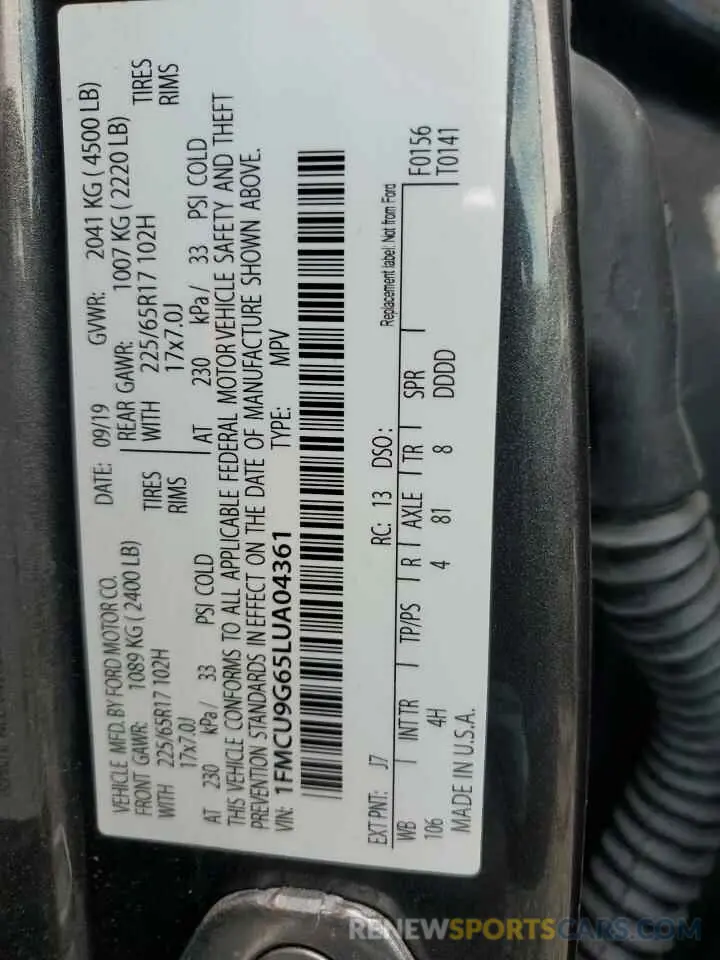 VEHICLE MFD. BY FORD MOTOR CO.
DATE: 09/19 GVWR: 2041 KG ( 4500 LB)
FRONT GAWR: 1089 KG ( 2400 LB)
REAR GAWR: 1007 KG ( 2220 LB)
WITH 225/65R17 102H TIRES
WITH 225/65R17 102H TIRES
17x7.0J RIMS
17x7.0J RIMS
AT 230 kPa/ 33 PSI COLD
AT 230 kPa/ 33 PSI COLD
THIS VEHICLE CONFORMS TO ALL APPLICABLE FEDERAL MOTOR VEHICLE SAFETY AND THEFT
PREVENTION STANDARDS IN EFFECT ON THE DATE OF MANUFACTURE SHOWN ABOVE.
VIN: 1FMCU9G65LUA04361 TYPE: MPV
Replacement label: Not from Ford
EXT PNT: J7 RC: 13 DSO:
WB INT TR TP/PS R AXLE TR SPR F0156
106 4H 4 81 8 DDDD T0141
MADE IN U.S.A.
RENEWSPORTSCARS.COM